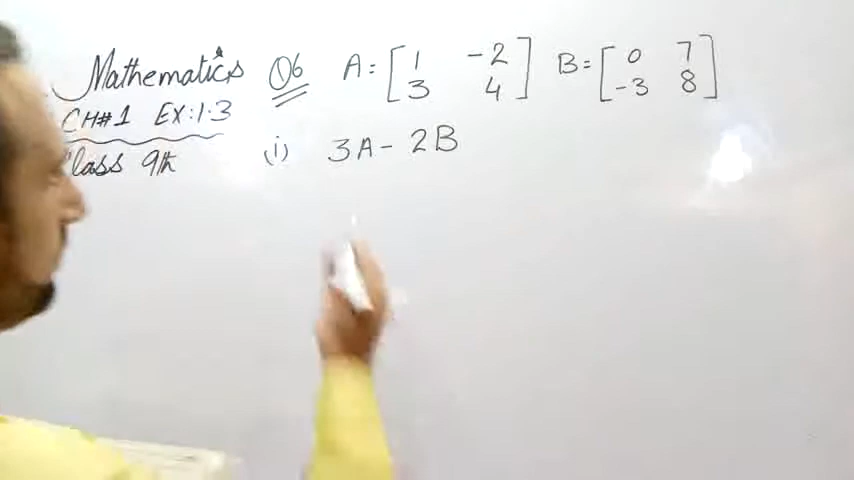 Mathematics Q6 A = [ 1 -2 ] B = [ 0 7 ]
[ 3 4 ] [ -3 8 ]
CH#1 EX:1.3
Class 9th (i) 3A - 2B